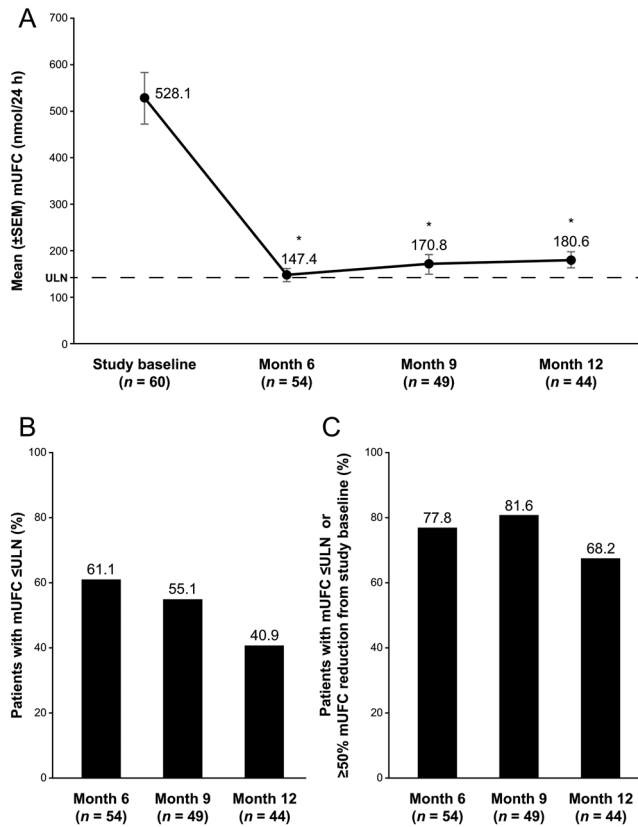 A
Mean (±SEM) mUFC (nmol/24 h)
700
600
500
400
300
200
ULN
100
0
528.1
*
147.4
*
170.8
*
180.6
Study baseline
(n = 60)
Month 6
(n = 54)
Month 9
(n = 49)
Month 12
(n = 44)
B
Patients with mUFC ≤ULN (%)
100
80
60
40
20
0
61.1
55.1
40.9
Month 6
(n = 54)
Month 9
(n = 49)
Month 12
(n = 44)
C
Patients with mUFC ≤ULN or
≥50% mUFC reduction from study baseline (%)
100
80
60
40
20
0
77.8
81.6
68.2
Month 6
(n = 54)
Month 9
(n = 49)
Month 12
(n = 44)